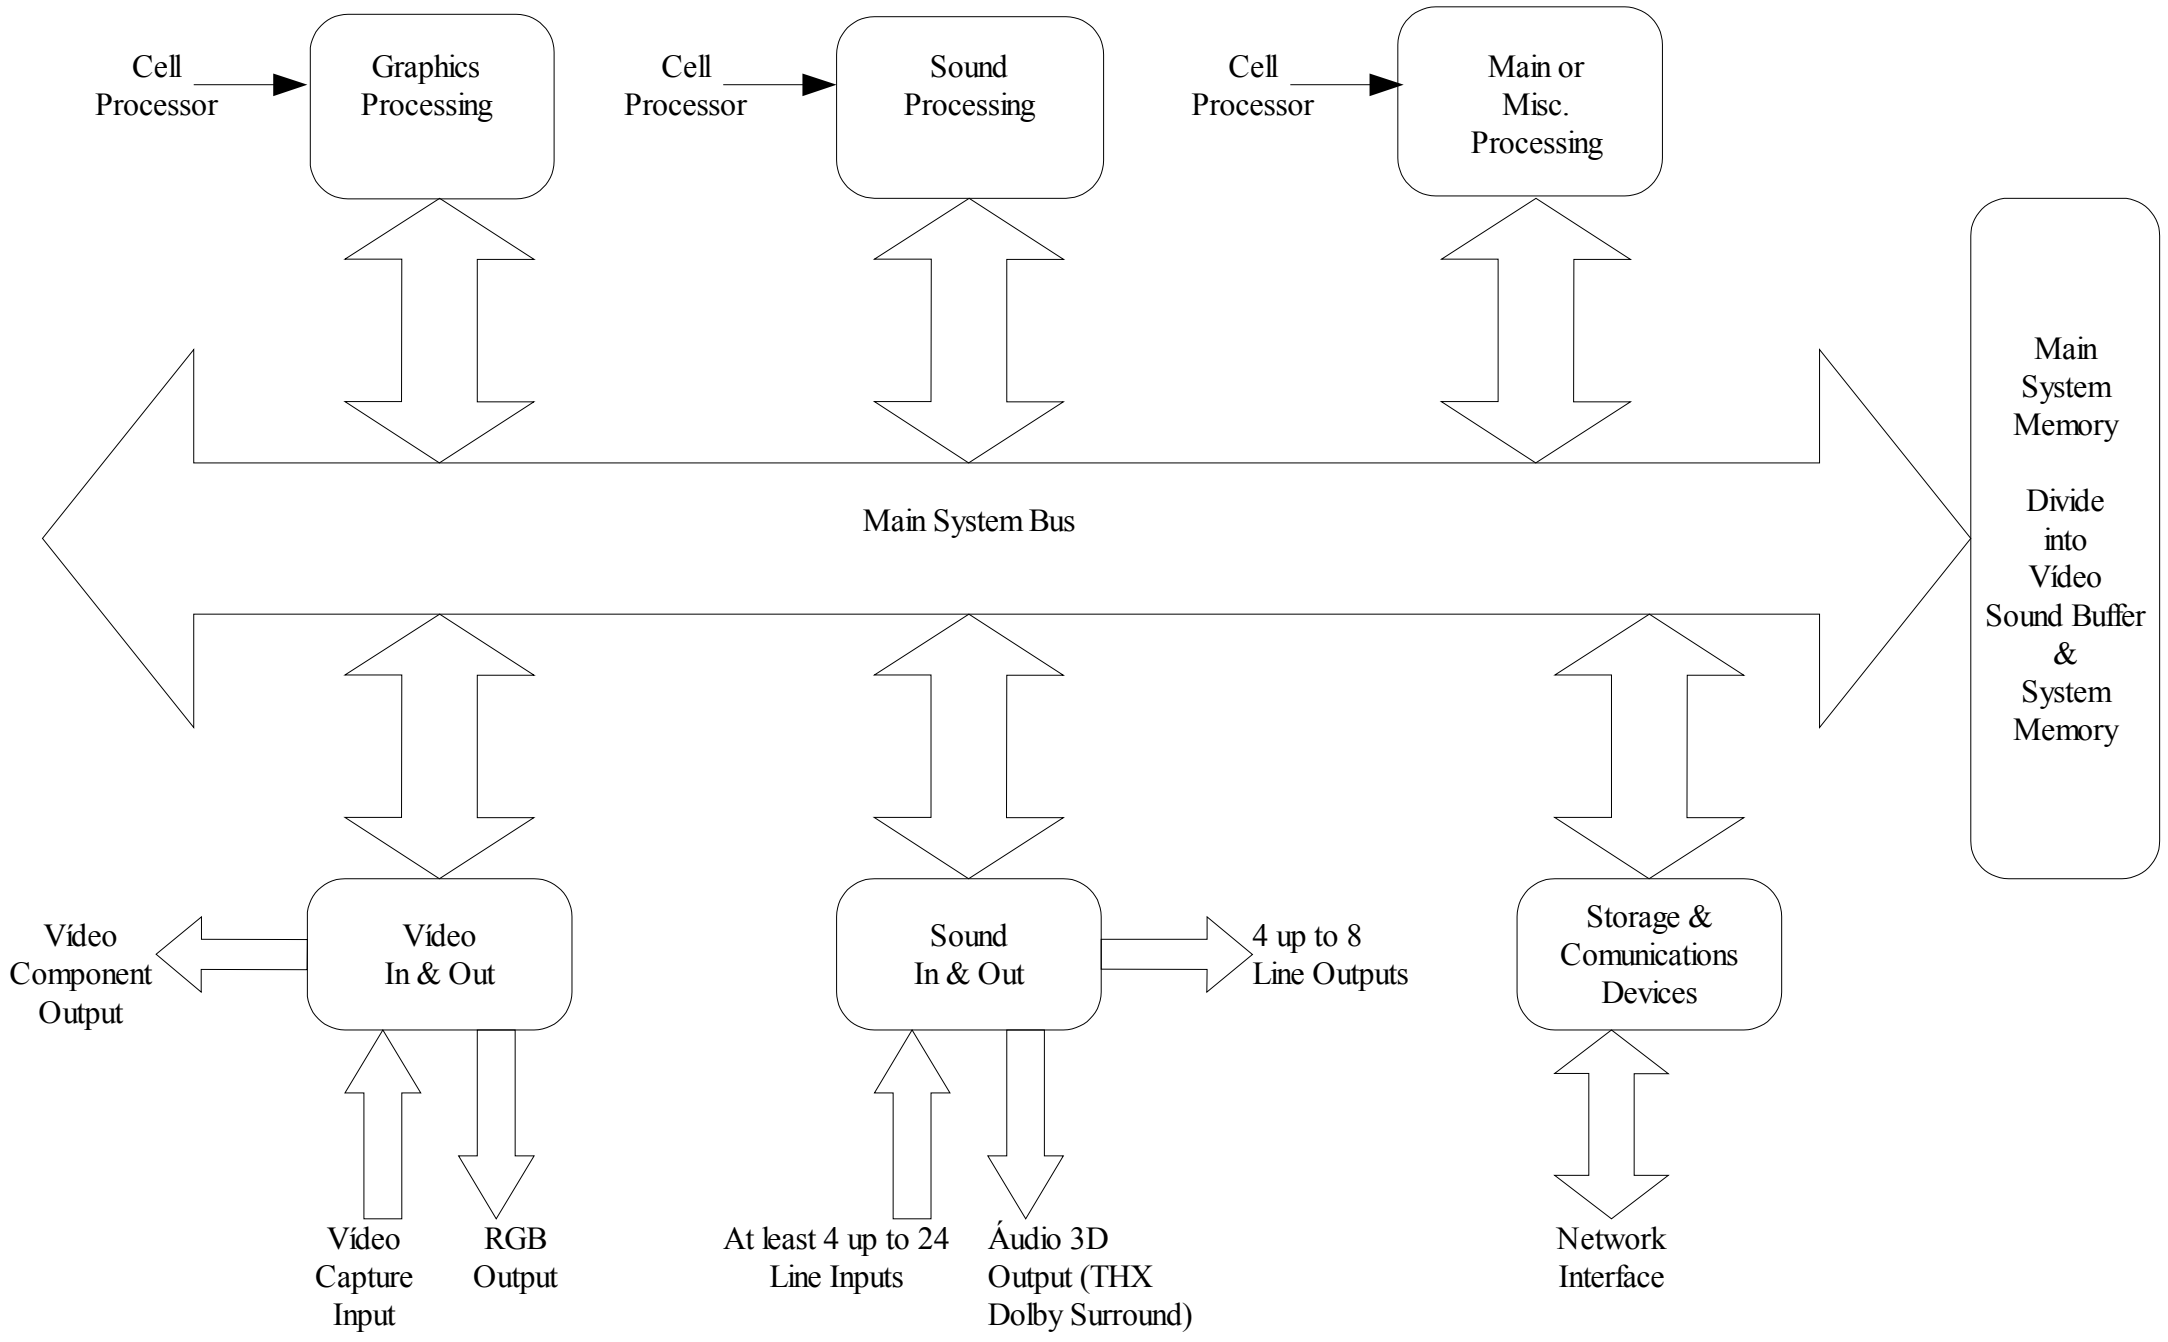 Cell
Processor
Graphics
Processing
Cell
Processor
Sound
Processing
Cell
Processor
Main or
Misc.
Processing
Main
System
Memory
Divide
into
Vídeo
Sound Buffer
&
System
Memory
Main System Bus
Vídeo
Component
Output
Vídeo
In & Out
Sound
In & Out
4 up to 8
Line Outputs
Storage &
Comunications
Devices
Vídeo
Capture
Input
RGB
Output
At least 4 up to 24
Line Inputs
Áudio 3D
Output (THX
Dolby Surround)
Network
Interface